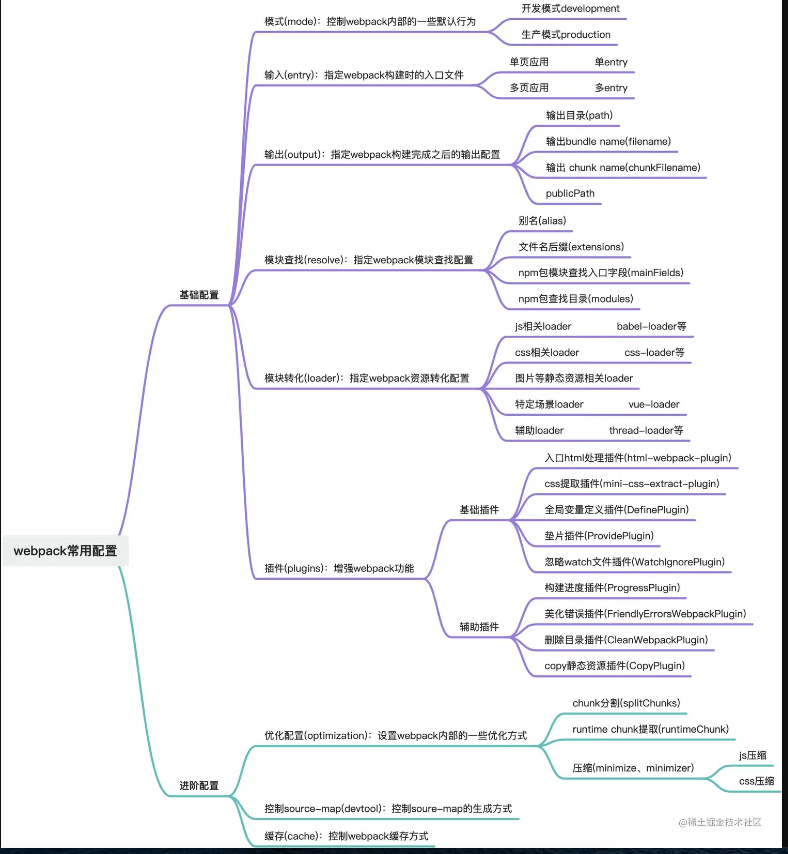 webpack常用配置
基础配置
模式(mode)：控制webpack内部的一些默认行为
开发模式development
生产模式production
输入(entry)：指定webpack构建时的入口文件
单页应用 单entry
多页应用 多entry
输出(output)：指定webpack构建完成之后的输出配置
输出目录(path)
输出bundle name(filename)
输出 chunk name(chunkFilename)
publicPath
模块查找(resolve)：指定webpack模块查找配置
别名(alias)
文件名后缀(extensions)
npm包模块查找入口字段(mainFields)
npm包查找目录(modules)
模块转化(loader)：指定webpack资源转化配置
js相关loader babel-loader等
css相关loader css-loader等
图片等静态资源相关loader
特定场景loader vue-loader
辅助loader thread-loader等
插件(plugins)：增强webpack功能
基础插件
入口html处理插件(html-webpack-plugin)
css提取插件(mini-css-extract-plugin)
全局变量定义插件(DefinePlugin)
垫片插件(ProvidePlugin)
忽略watch文件插件(WatchIgnorePlugin)
辅助插件
构建进度插件(ProgressPlugin)
美化错误插件(FriendlyErrorsWebpackPlugin)
删除目录插件(CleanWebpackPlugin)
copy静态资源插件(CopyPlugin)
进阶配置
优化配置(optimization)：设置webpack内部的一些优化方式
chunk分割(splitChunks)
runtime chunk提取(runtimeChunk)
压缩(minimize、minimizer)
js压缩
css压缩
控制source-map(devtool)：控制soure-map的生成方式
缓存(cache)：控制webpack缓存方式
@稀土掘金技术社区